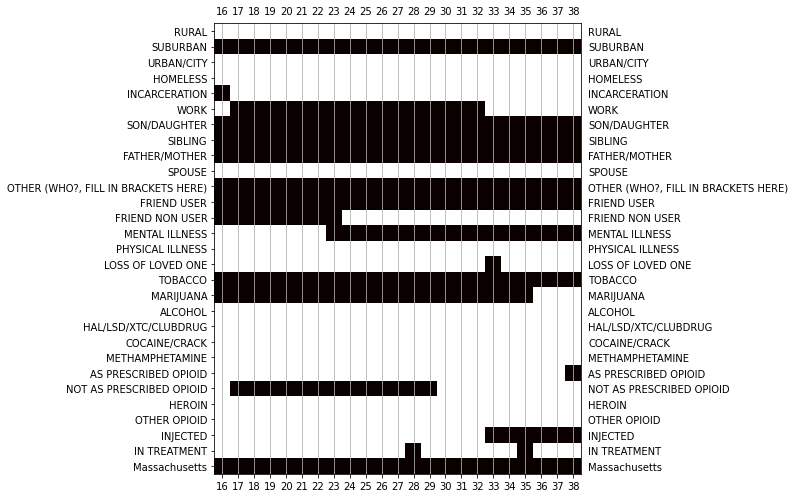 16 17 18 19 20 21 22 23 24 25 26 27 28 29 30 31 32 33 34 35 36 37 38
RURAL RURAL
SUBURBAN SUBURBAN
URBAN/CITY URBAN/CITY
HOMELESS HOMELESS
INCARCERATION INCARCERATION
WORK WORK
SON/DAUGHTER SON/DAUGHTER
SIBLING SIBLING
FATHER/MOTHER FATHER/MOTHER
SPOUSE SPOUSE
OTHER (WHO?, FILL IN BRACKETS HERE) OTHER (WHO?, FILL IN BRACKETS HERE)
FRIEND USER FRIEND USER
FRIEND NON USER FRIEND NON USER
MENTAL ILLNESS MENTAL ILLNESS
PHYSICAL ILLNESS PHYSICAL ILLNESS
LOSS OF LOVED ONE LOSS OF LOVED ONE
TOBACCO TOBACCO
MARIJUANA MARIJUANA
ALCOHOL ALCOHOL
HAL/LSD/XTC/CLUBDRUG HAL/LSD/XTC/CLUBDRUG
COCAINE/CRACK COCAINE/CRACK
METHAMPHETAMINE METHAMPHETAMINE
AS PRESCRIBED OPIOID AS PRESCRIBED OPIOID
NOT AS PRESCRIBED OPIOID NOT AS PRESCRIBED OPIOID
HEROIN HEROIN
OTHER OPIOID OTHER OPIOID
INJECTED INJECTED
IN TREATMENT IN TREATMENT
Massachusetts Massachusetts
16 17 18 19 20 21 22 23 24 25 26 27 28 29 30 31 32 33 34 35 36 37 38